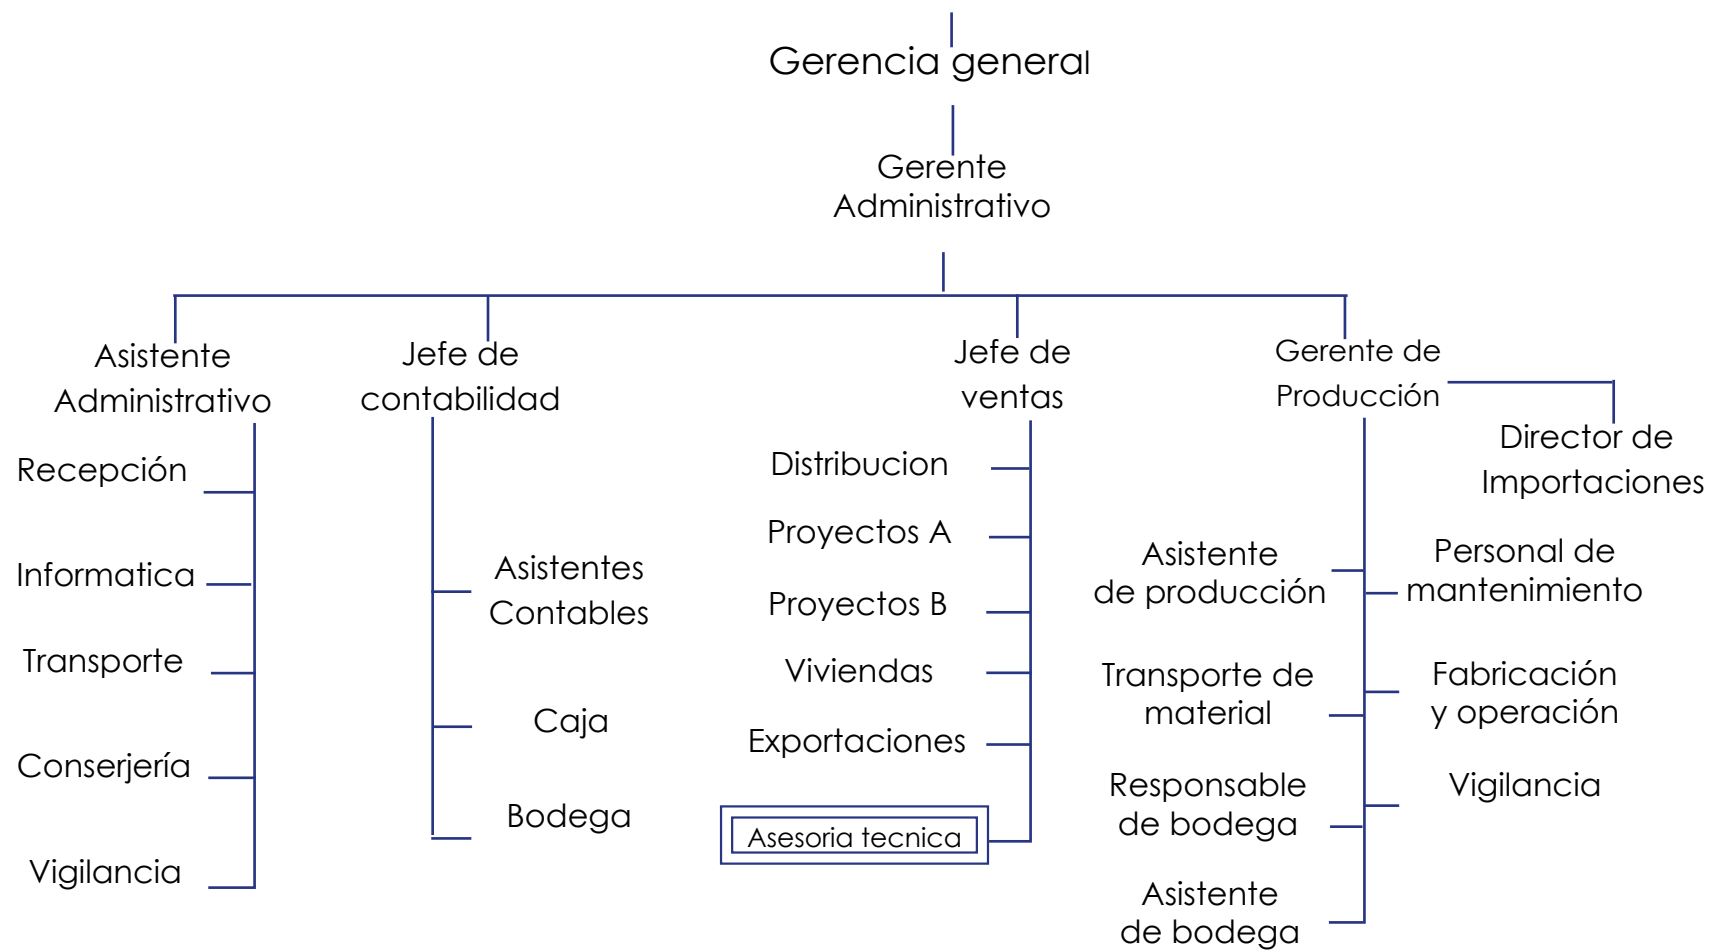 Gerencia general
Gerente
Administrativo
Asistente
Administrativo
Recepción
Informatica
Transporte
Conserjería
Vigilancia
Jefe de
contabilidad
Asistentes
Contables
Caja
Bodega
Jefe de
ventas
Distribucion
Proyectos A
Proyectos B
Viviendas
Exportaciones
Asesoria tecnica
Gerente de
Producción
Director de
Importaciones
Asistente
de producción
Personal de
mantenimiento
Transporte de
material
Fabricación
y operación
Responsable
de bodega
Vigilancia
Asistente
de bodega